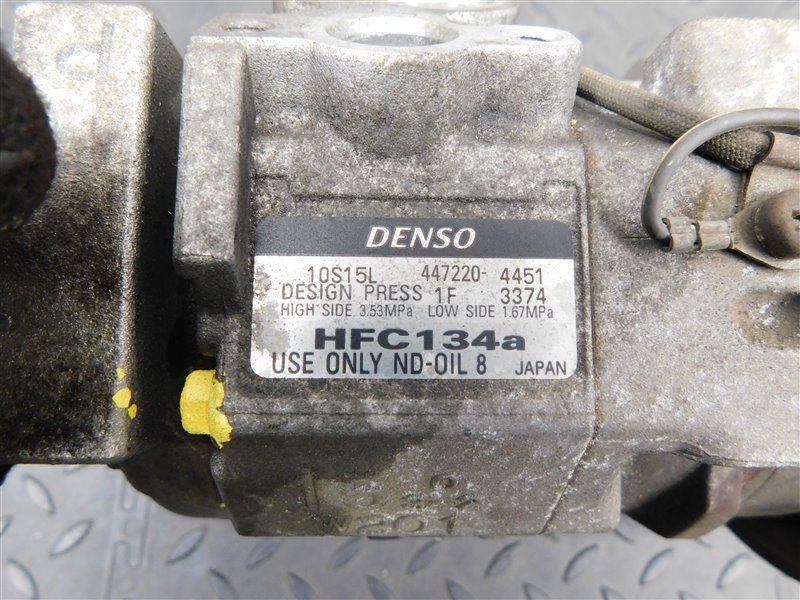 DENSO
10S15L 447220- 4451
DESIGN PRESS 1F 3374
HIGH SIDE 3.53MPa LOW SIDE 1.67MPa
HFC134a
USE ONLY ND-OIL 8 JAPAN